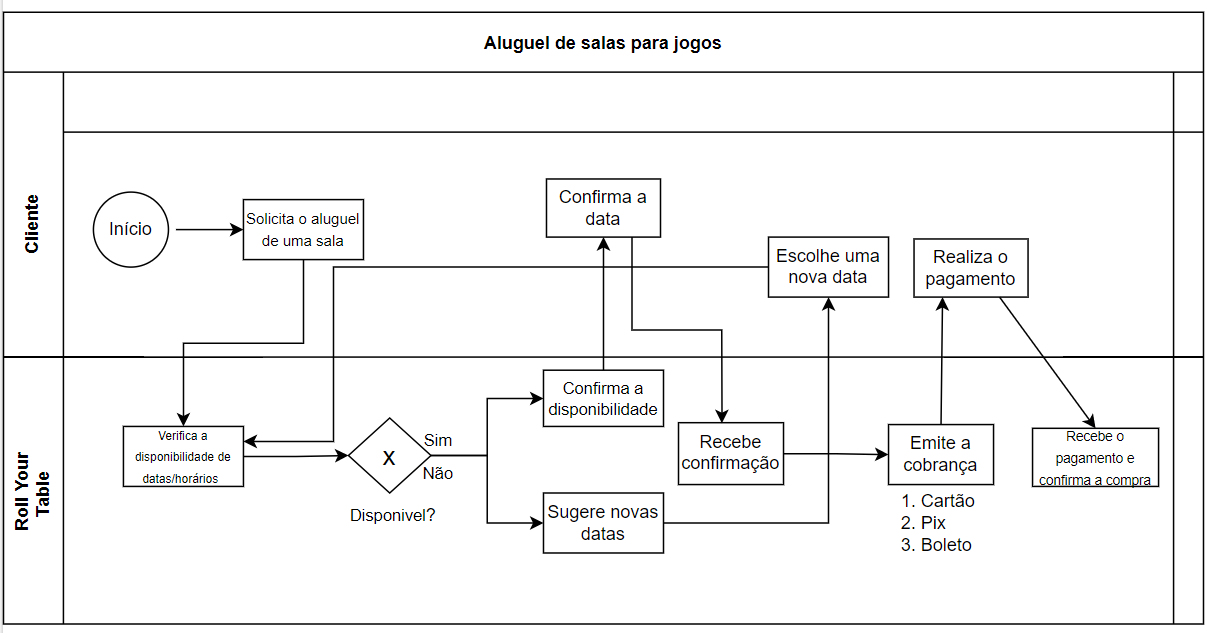 Aluguel de salas para jogos
Cliente
Início
Solicita o aluguel
de uma sala
Confirma a
data
Escolhe uma
nova data
Realiza o
pagamento
Roll Your
Table
Verifica a
disponibilidade de
datas/horários
X
Sim
Não
Disponivel?
Confirma a
disponibilidade
Sugere novas
datas
Recebe
confirmação
Emite a
cobrança
1. Cartão
2. Pix
3. Boleto
Recebe o
pagamento e
confirma a compra